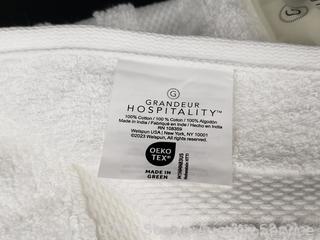 G
GRANDEUR
HOSPITALITY™
100% Cotton / 100 % Coton / 100% Algodón
Made in India / Fabriqué en Inde / Hecho en India
RN 108359
Welspun USA / New York, NY 10001
©2023 Welspun, All rights reserved.
OEKO
TEX®
MADE IN
GREEN